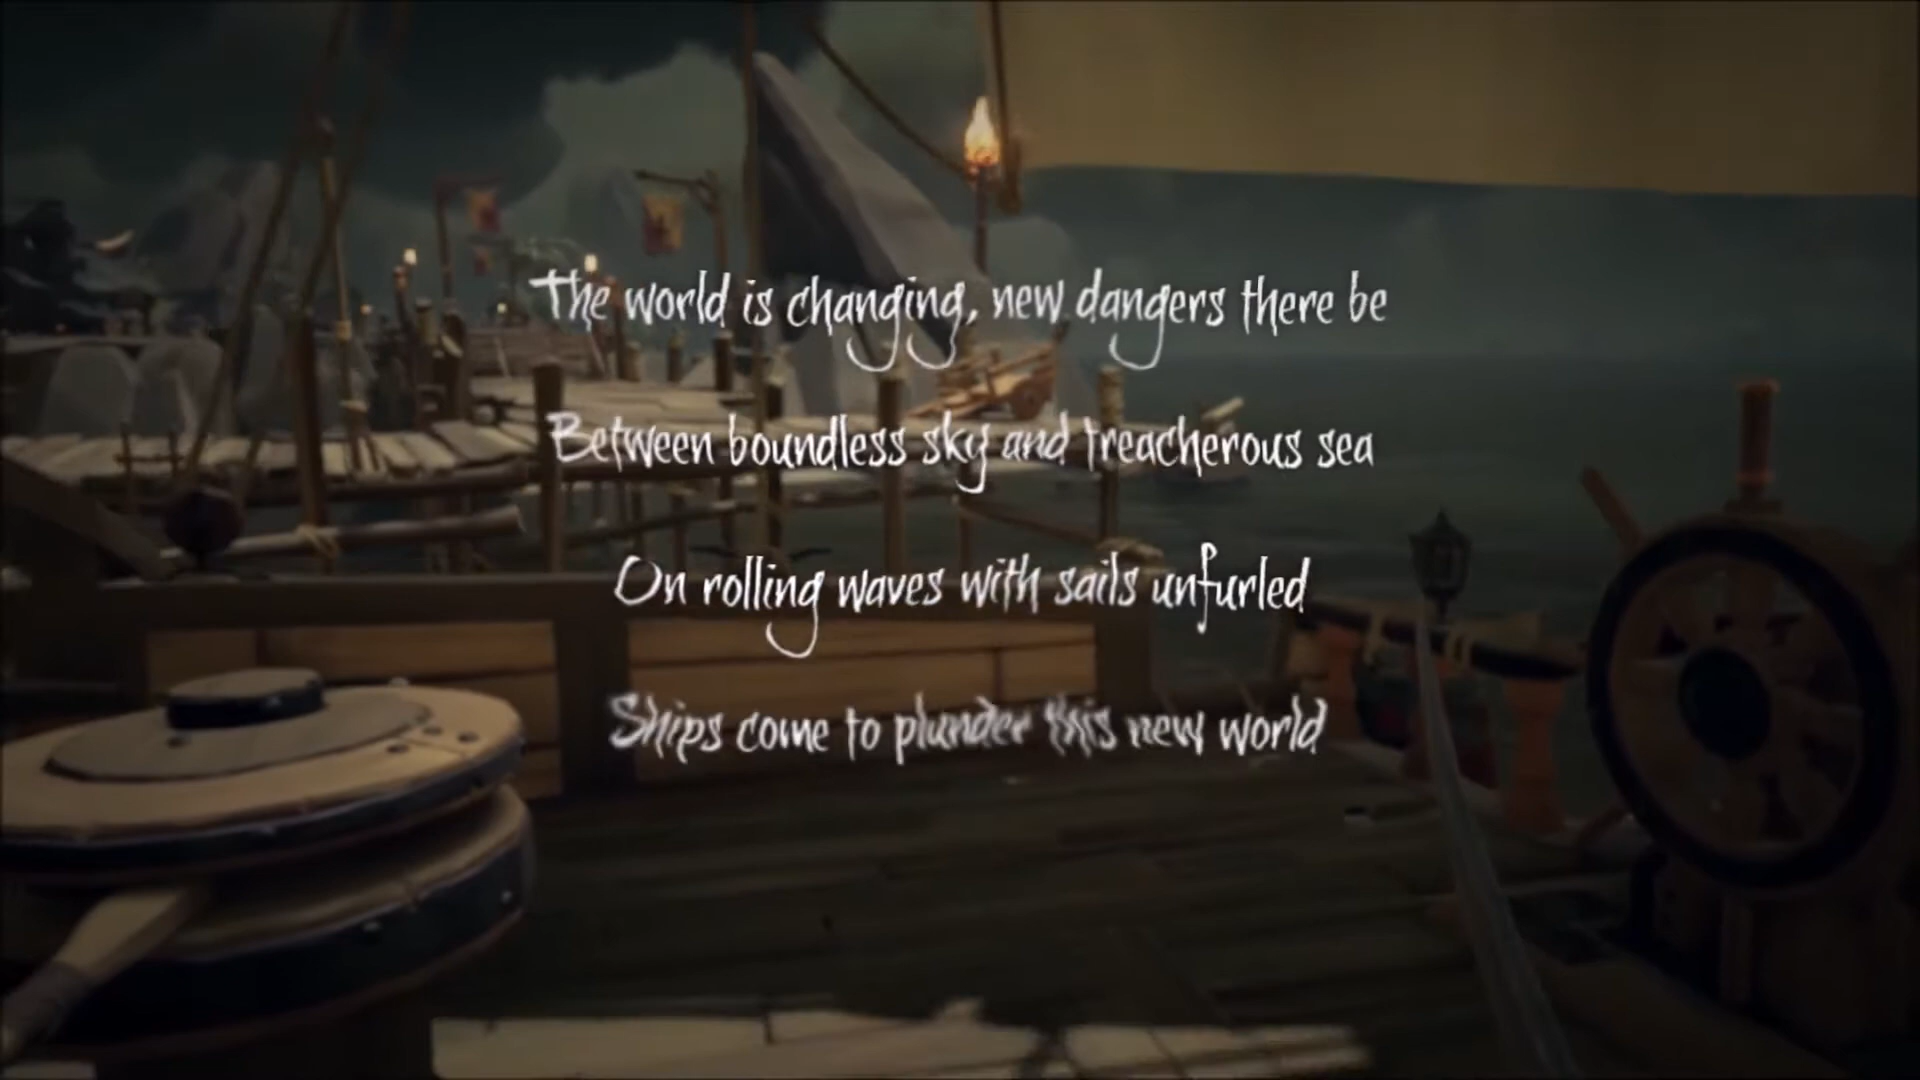 The world is changing, new dangers there be
Between boundless sky and treacherous sea
On rolling waves with sails unfurled
Ships come to plunder this new world